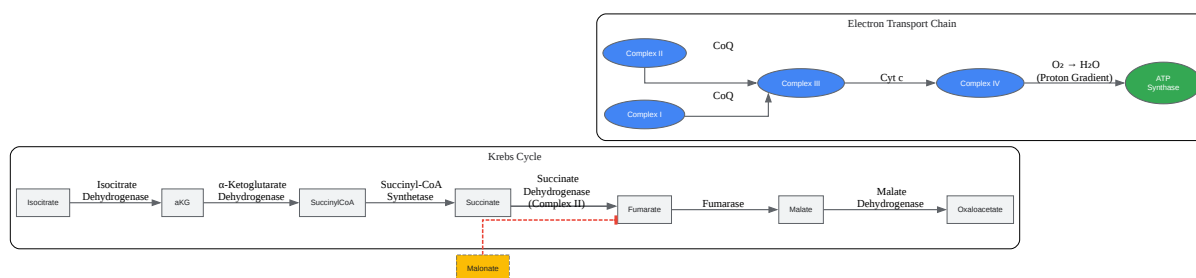 Electron Transport Chain
Complex II
CoQ
Complex III
Cyt c
Complex IV
O₂ → H₂O
(Proton Gradient)
ATP
Synthase
CoQ
Complex I
Krebs Cycle
Isocitrate
Isocitrate
Dehydrogenase
aKG
α-Ketoglutarate
Dehydrogenase
SuccinylCoA
Succinyl-CoA
Synthetase
Succinate
Succinate
Dehydrogenase
(Complex II)
Fumarate
Fumarase
Malate
Malate
Dehydrogenase
Oxaloacetate
Malonate